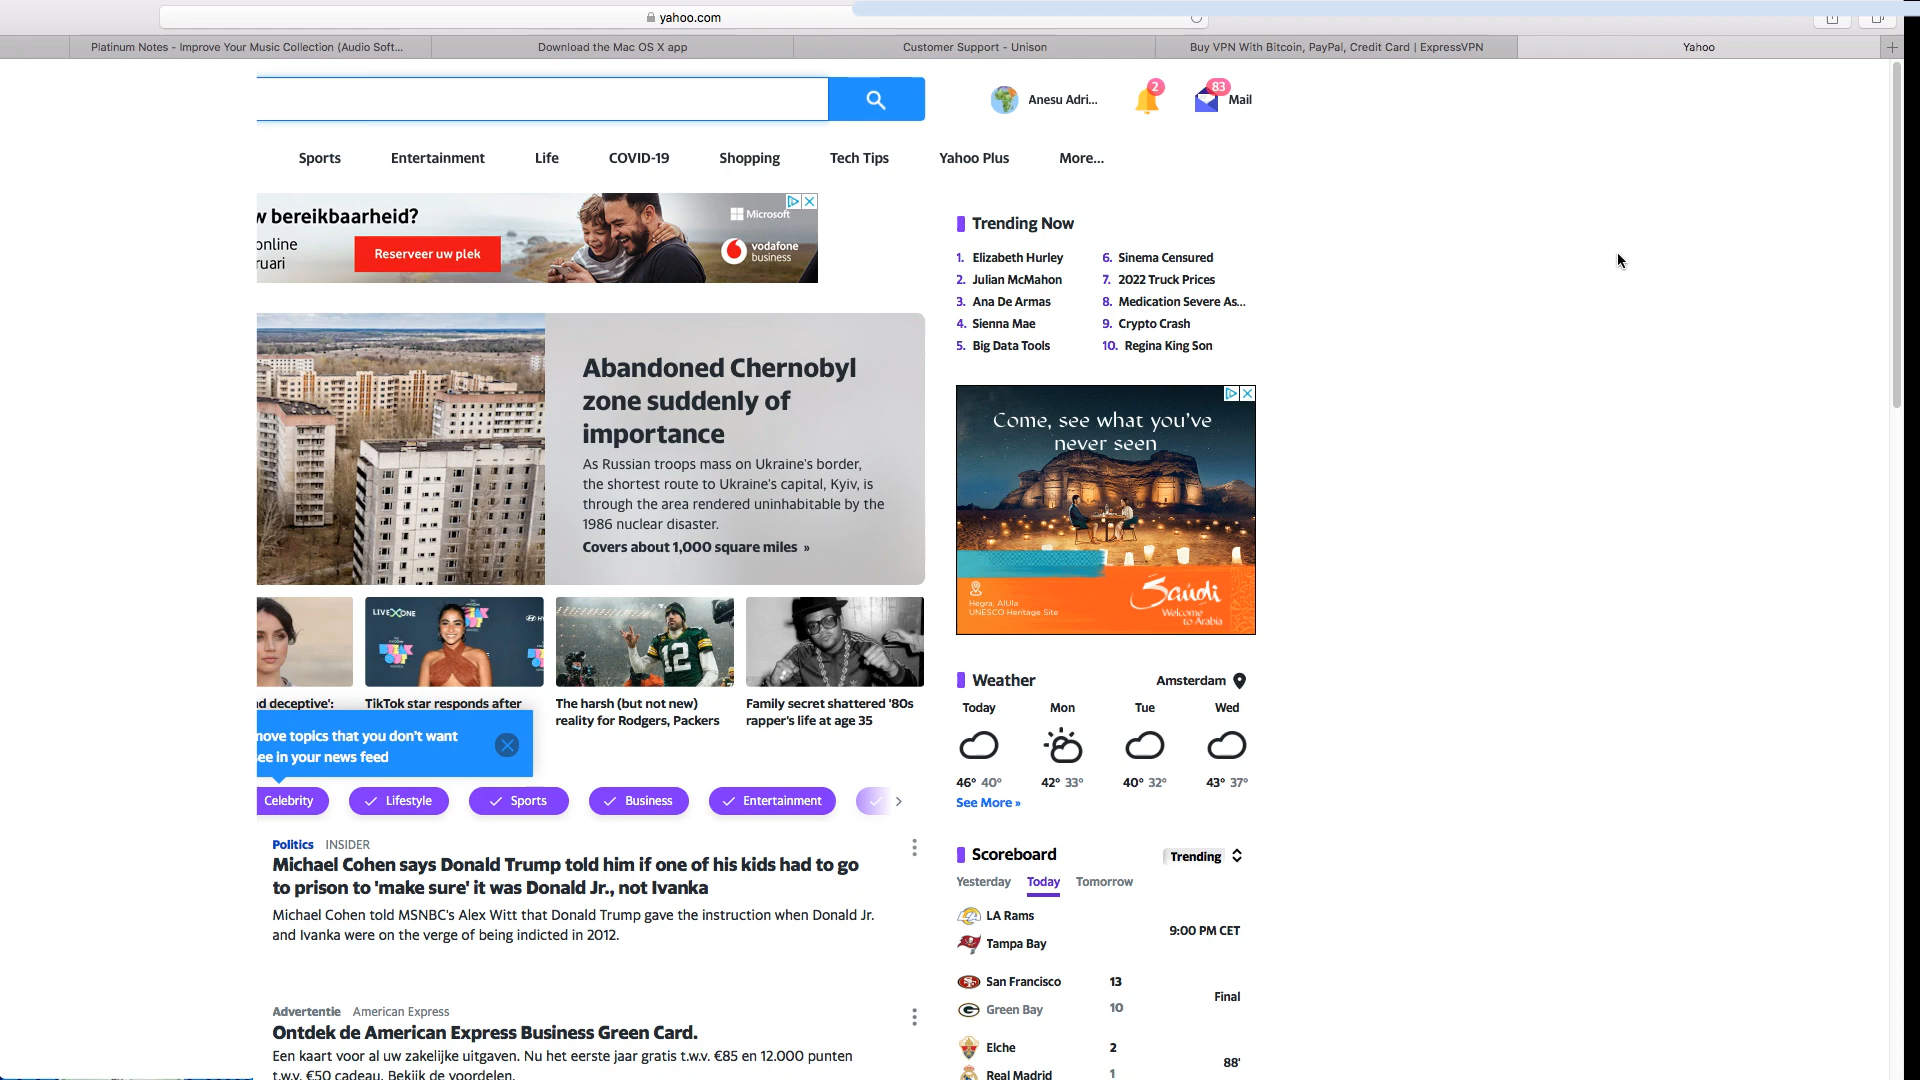 yahoo.com
Platinum Notes - Improve Your Music Collection (Audio Soft...
Download the Mac OS X app
Customer Support - Unison
Buy VPN With Bitcoin, PayPal, Credit Card | ExpressVPN
Yahoo
Anesu Adri...
2
83
Mail
Sports
Entertainment
Life
COVID-19
Shopping
Tech Tips
Yahoo Plus
More...
w bereikbaarheid?
online
ruari
Reserveer uw plek
Microsoft
vodafone
business
Trending Now
1. Elizabeth Hurley
2. Julian McMahon
3. Ana De Armas
4. Sienna Mae
5. Big Data Tools
6. Sinema Censured
7. 2022 Truck Prices
8. Medication Severe As...
9. Crypto Crash
10. Regina King Son
Abandoned Chernobyl
zone suddenly of
importance
As Russian troops mass on Ukraine's border,
the shortest route to Ukraine's capital, Kyiv, is
through the area rendered uninhabitable by the
1986 nuclear disaster.
Covers about 1,000 square miles »
Come, see what you've
never seen
Hegra, AlUla
UNESCO Heritage Site
Saudi
Welcome
to Arabia
LIVEXONE
BREAK
OUT
12
d deceptive':
TikTok star responds after
The harsh (but not new)
reality for Rodgers, Packers
Family secret shattered '80s
rapper's life at age 35
move topics that you don't want
see in your news feed
Celebrity
Lifestyle
Sports
Business
Entertainment
Weather
Amsterdam
Today
Mon
Tue
Wed
46° 40°
42° 33°
40° 32°
43° 37°
See More »
Politics INSIDER
Michael Cohen says Donald Trump told him if one of his kids had to go
to prison to 'make sure' it was Donald Jr., not Ivanka
Michael Cohen told MSNBC's Alex Witt that Donald Trump gave the instruction when Donald Jr.
and Ivanka were on the verge of being indicted in 2012.
Scoreboard
Trending
Yesterday
Today
Tomorrow
LA Rams
Tampa Bay
9:00 PM CET
San Francisco 13
Green Bay 10
Final
Elche 2
Real Madrid 1
88'
Advertentie American Express
Ontdek de American Express Business Green Card.
Een kaart voor al uw zakelijke uitgaven. Nu het eerste jaar gratis t.w.v. €85 en 12.000 punten
t.w.v. €50 cadeau. Bekijk de voordelen.